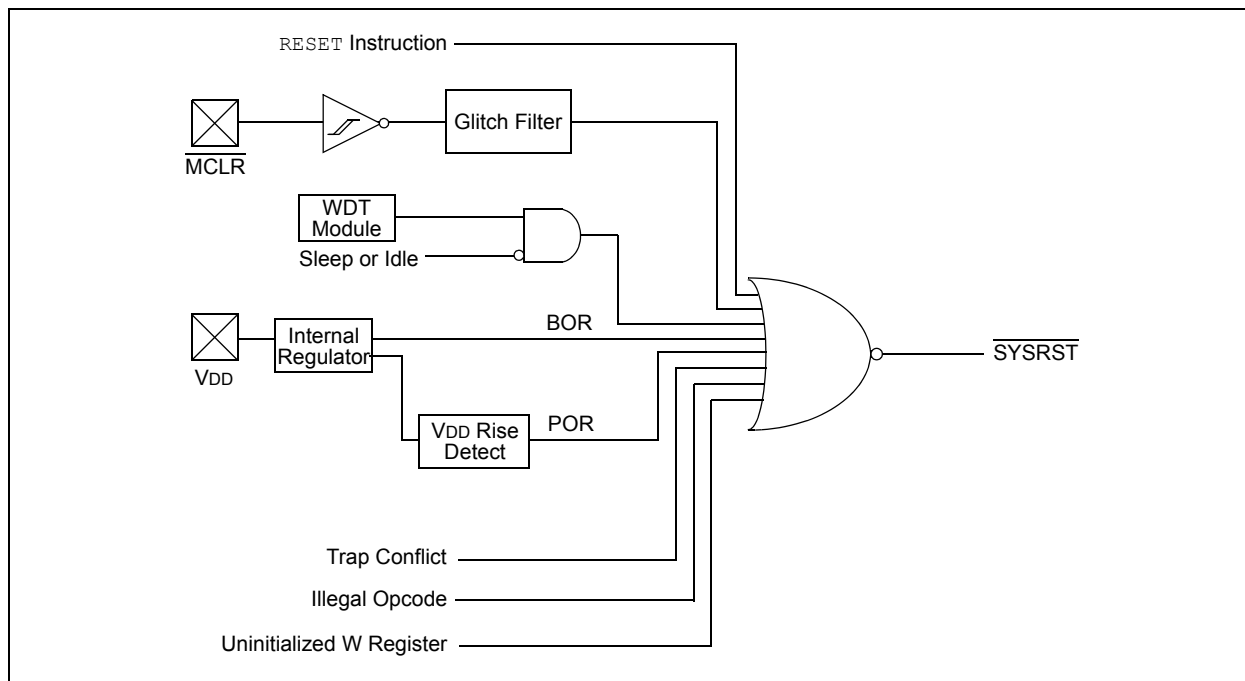 RESET Instruction
Glitch Filter
MCLR
WDT
Module
Sleep or Idle
BOR
Internal
Regulator
SYSRST
VDD
POR
VDD Rise
Detect
Trap Conflict
Illegal Opcode
Uninitialized W Register